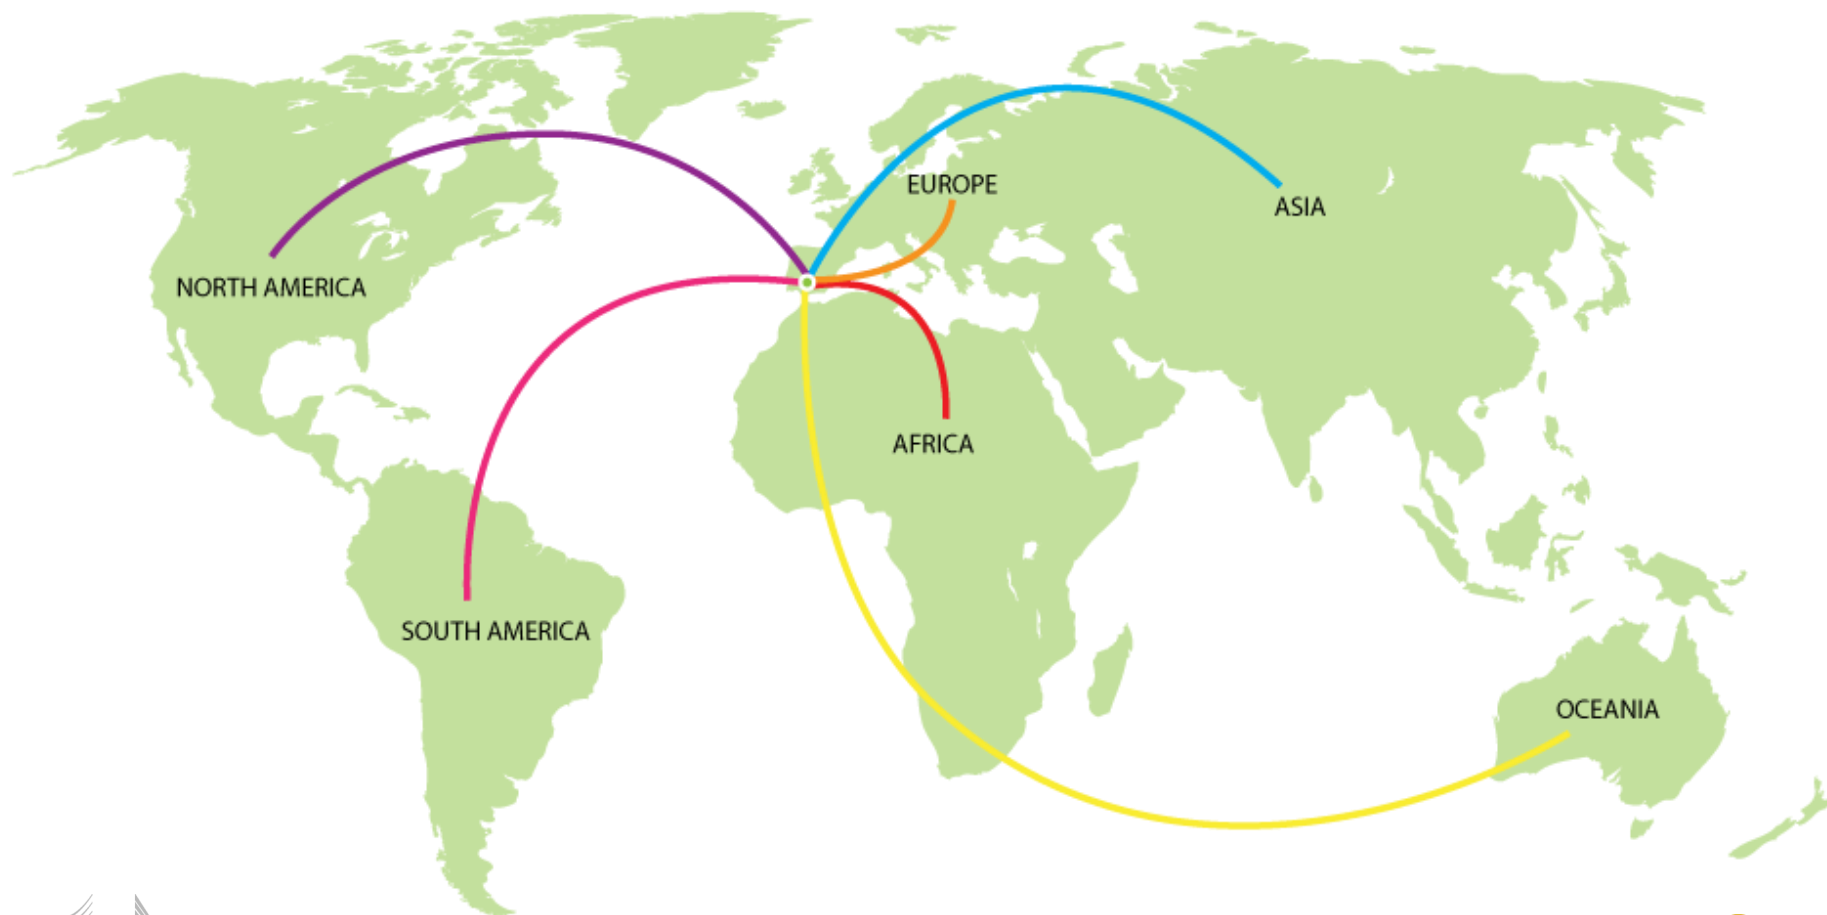 EUROPE
ASIA
NORTH AMERICA
AFRICA
SOUTH AMERICA
OCEANIA